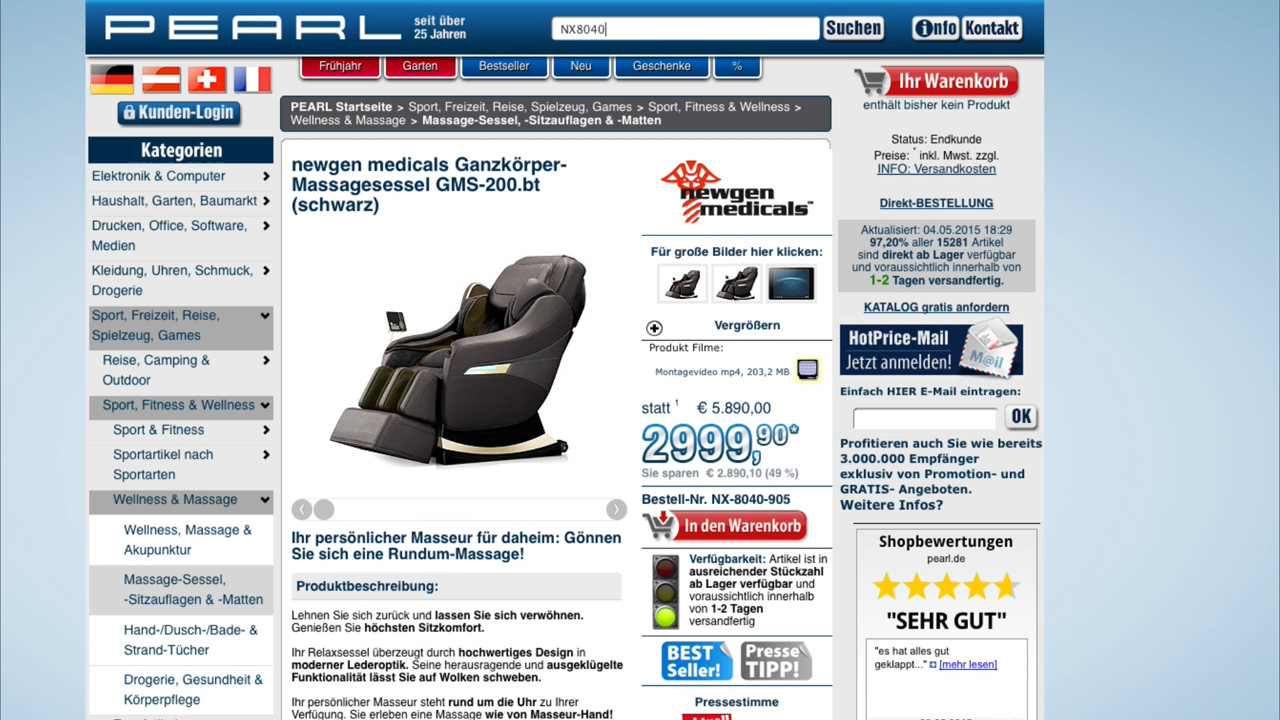 PEARL
seit über
25 Jahren
NX8040
Suchen
info
Kontakt
Frühjahr
Garten
Bestseller
Neu
Geschenke
%
Kunden-Login
Kategorien
Elektronik & Computer
Haushalt, Garten, Baumarkt
Drucken, Office, Software,
Medien
Kleidung, Uhren, Schmuck,
Drogerie
Sport, Freizeit, Reise,
Spielzeug, Games
Reise, Camping &
Outdoor
Sport, Fitness & Wellness
Sport & Fitness
Sportartikel nach
Sportarten
Wellness & Massage
Wellness, Massage &
Akupunktur
Massage-Sessel,
-Sitzauflagen & -Matten
Hand-/Dusch-/Bade- &
Strand-Tücher
Drogerie, Gesundheit &
Körperpflege
PEARL Startseite > Sport, Freizeit, Reise, Spielzeug, Games > Sport, Fitness & Wellness >
Wellness & Massage > Massage-Sessel, -Sitzauflagen & -Matten
newgen medicals Ganzkörper-
Massagesessel GMS-200.bt
(schwarz)
Ihr persönlicher Masseur für daheim: Gönnen
Sie sich eine Rundum-Massage!
Produktbeschreibung:
Lehnen Sie sich zurück und lassen Sie sich verwöhnen.
Genießen Sie höchsten Sitzkomfort.
Ihr Relaxsessel überzeugt durch hochwertiges Design in
moderner Lederoptik. Seine herausragende und ausgeklügelte
Funktionalität lässt Sie auf Wolken schweben.
Ihr persönlicher Masseur steht rund um die Uhr zu Ihrer
Verfügung. Sie erleben eine Massage wie von Masseur-Hand!
newgen
medicals™
Für große Bilder hier klicken:
Vergrößern
Produkt Filme:
Montagevideo mp4, 203,2 MB
statt ¹ € 5.890,00
2999,90*
Sie sparen € 2.890,10 (49 %)
Bestell-Nr. NX-8040-905
In den Warenkorb
Verfügbarkeit: Artikel ist in
ausreichender Stückzahl
ab Lager verfügbar und
voraussichtlich innerhalb
von 1-2 Tagen
versandfertig
BEST
Seller!
Presse
TIPP!
Pressestimme
Ihr Warenkorb
enthält bisher kein Produkt
Status: Endkunde
Preise: * inkl. Mwst. zzgl.
INFO: Versandkosten
Direkt-BESTELLUNG
Aktualisiert: 04.05.2015 18:29
97,20% aller 15281 Artikel
sind direkt ab Lager verfügbar
und voraussichtlich innerhalb von
1-2 Tagen versandfertig.
KATALOG gratis anfordern
HotPrice-Mail
Jetzt anmelden!
M@il
Einfach HIER E-Mail eintragen:
OK
Profitieren auch Sie wie bereits
3.000.000 Empfänger
exklusiv von Promotion- und
GRATIS- Angeboten.
Weitere Infos?
Shopbewertungen
pearl.de
"SEHR GUT"
"es hat alles gut
geklappt..." [mehr lesen]